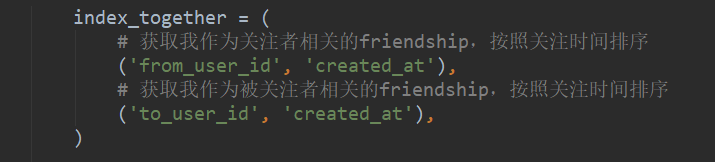 index_together = (
# 获取我作为关注者相关的friendship，按照关注时间排序
('from_user_id', 'created_at'),
# 获取我作为被关注者相关的friendship，按照关注时间排序
('to_user_id', 'created_at'),
)